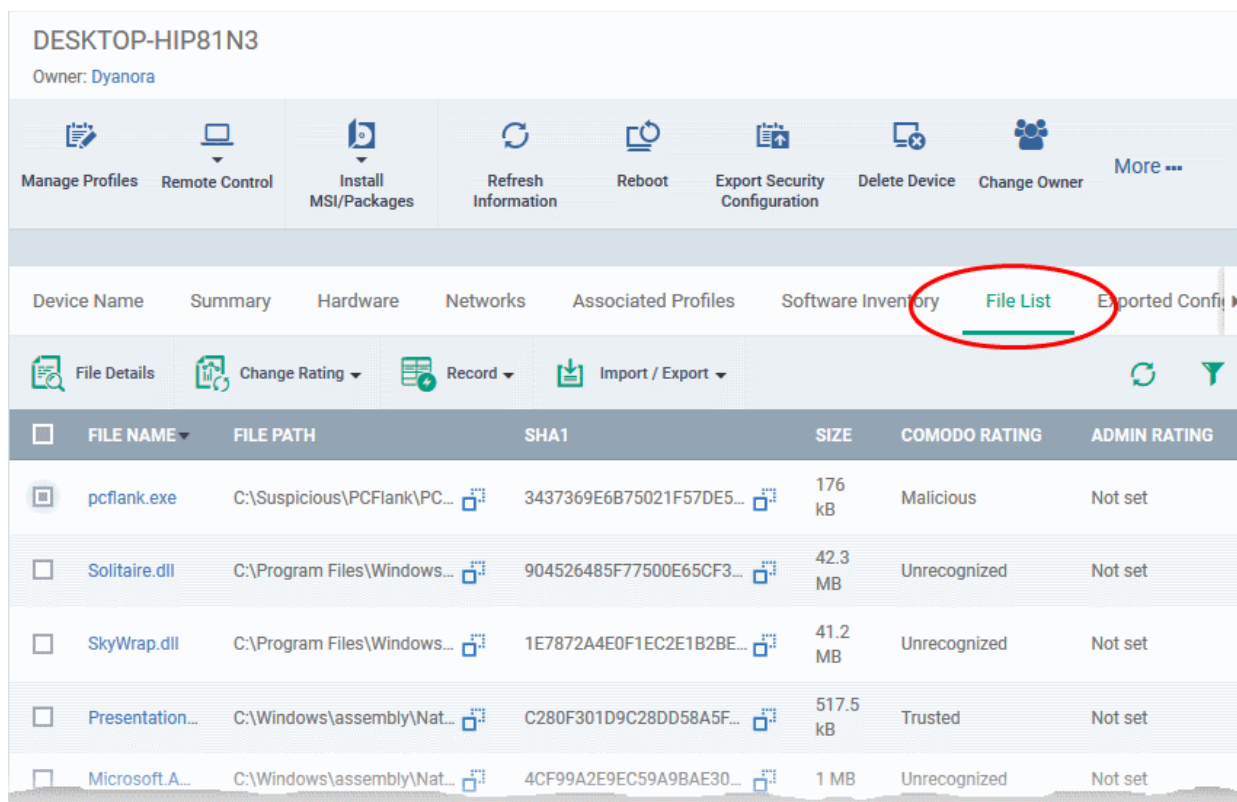 DESKTOP-HIP81N3
Owner: Dyanora
Manage Profiles
Remote Control
Install
MSI/Packages
Refresh
Information
Reboot
Export Security
Configuration
Delete Device
Change Owner
More
Device Name Summary Hardware Networks Associated Profiles Software Inventory File List Exported Config
File Details Change Rating Record Import / Export
FILE NAME FILE PATH SHA1 SIZE COMODO RATING ADMIN RATING
pcflank.exe C:\Suspicious\PCFlank\PC... 3437369E6B75021F57DE5... 176 kB Malicious Not set
Solitaire.dll C:\Program Files\Windows... 904526485F77500E65CF3... 42.3 MB Unrecognized Not set
SkyWrap.dll C:\Program Files\Windows... 1E7872A4E0F1EC2E1B2BE... 41.2 MB Unrecognized Not set
Presentation... C:\Windows\assembly\Nat... C280F301D9C28DD58A5F... 517.5 kB Trusted Not set
Microsoft.A... C:\Windows\assembly\Nat... 4CF99A2E9EC59A9BAE30... 1 MB Unrecognized Not set